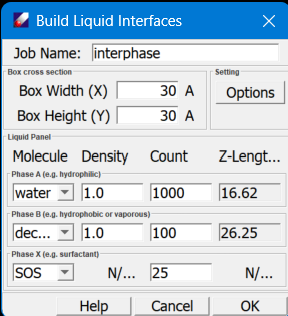 Build Liquid Interfaces
Job Name: interphase
Box cross section
Setting
Box Width (X) 30 A
Options
Box Height (Y) 30 A
Liquid Panel
Molecule Density Count Z-Lengt...
Phase A (e.g. hydrophilic)
water 1.0 1000 16.62
Phase B (e.g. hydrophobic or vaporous)
dec... 1.0 100 26.25
Phase X (e.g. surfactant)
SOS N/... 25 N/...
Help Cancel OK